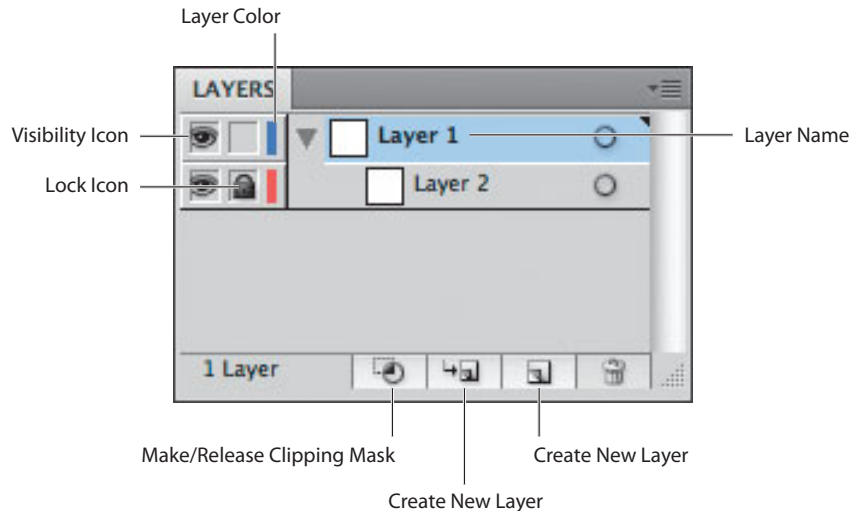 Layer Color
LAYERS
Visibility Icon
Layer 1
Layer Name
Lock Icon
Layer 2
1 Layer
Make/Release Clipping Mask
Create New Layer
Create New Layer